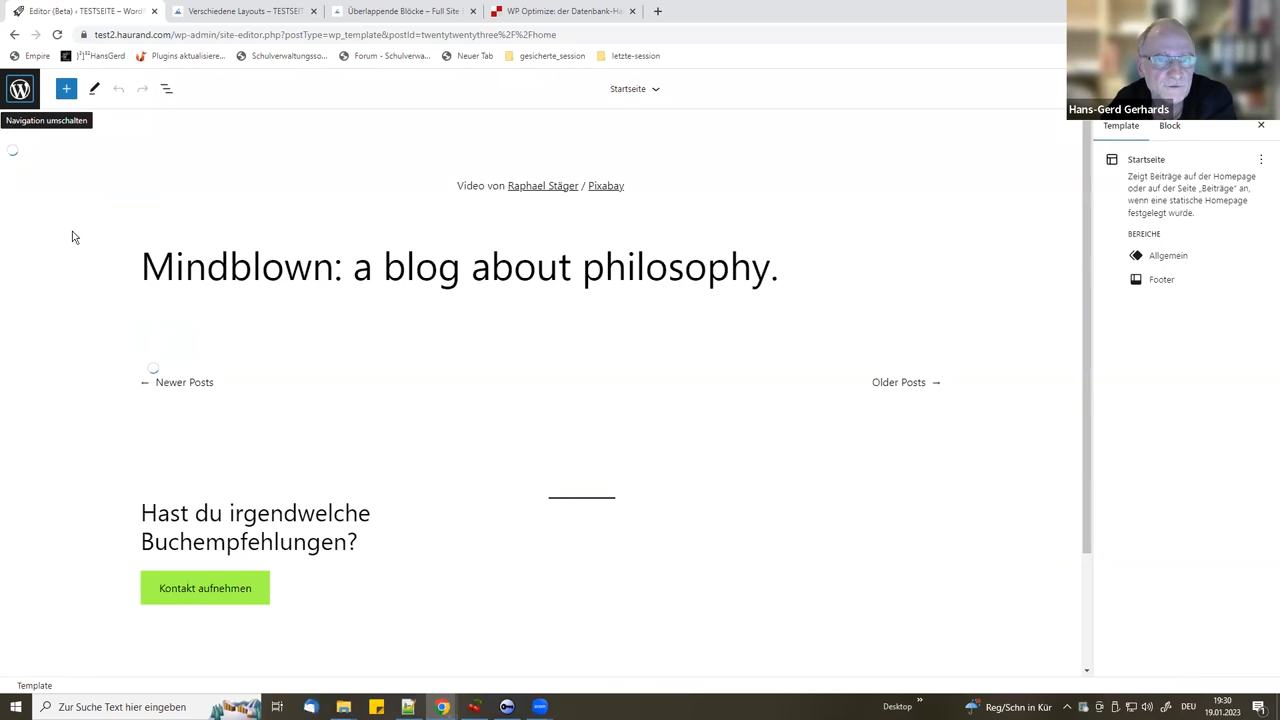 Editor (Beta) ‹ TESTSEITE – WordP
Verschiedene Layouts – TESTSEIT
Überlappende Blöcke – Full Site E
WP Optimize: der Datenbank-Ha
test2.haurand.com/wp-admin/site-editor.php?postType=wp_template&postId=twentytwentythree%2F%2Fhome
Empire
)²]³²HansGerd
Plugins aktualisiere...
Schulverwaltungsso...
Forum - Schulverwa...
Neuer Tab
gesicherte_session
letzte-session
Startseite
Navigation umschalten
Hans-Gerd Gerhards
Template
Block
Startseite
Zeigt Beiträge auf der Homepage
oder auf der Seite „Beiträge“ an,
wenn eine statische Homepage
festgelegt wurde.
BEREICHE
Allgemein
Footer
Video von Raphael Stäger / Pixabay
Mindblown: a blog about philosophy.
← Newer Posts
Older Posts →
Hast du irgendwelche
Buchempfehlungen?
Kontakt aufnehmen
Template
Zur Suche Text hier eingeben
Desktop
Reg/Schn in Kür
DEU
19:30
19.01.2023